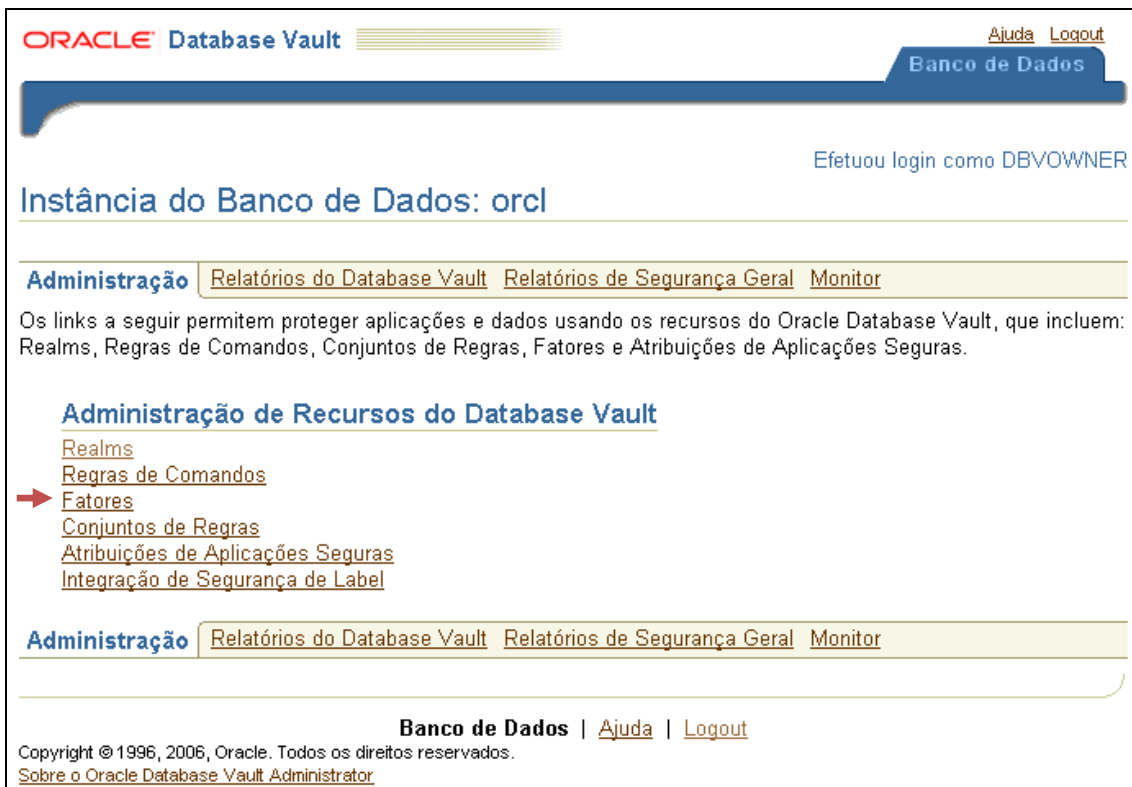 ORACLE Database Vault
Ajuda Logout
Banco de Dados
Efetuou login como DBVOWNER
Instância do Banco de Dados: orcl
Administração Relatórios do Database Vault Relatórios de Segurança Geral Monitor
Os links a seguir permitem proteger aplicações e dados usando os recursos do Oracle Database Vault, que incluem:
Realms, Regras de Comandos, Conjuntos de Regras, Fatores e Atribuições de Aplicações Seguras.
Administração de Recursos do Database Vault
Realms
Regras de Comandos
Fatores
Conjuntos de Regras
Atribuições de Aplicações Seguras
Integração de Segurança de Label
Administração Relatórios do Database Vault Relatórios de Segurança Geral Monitor
Banco de Dados | Ajuda | Logout
Copyright © 1996, 2006, Oracle. Todos os direitos reservados.
Sobre o Oracle Database Vault Administrator